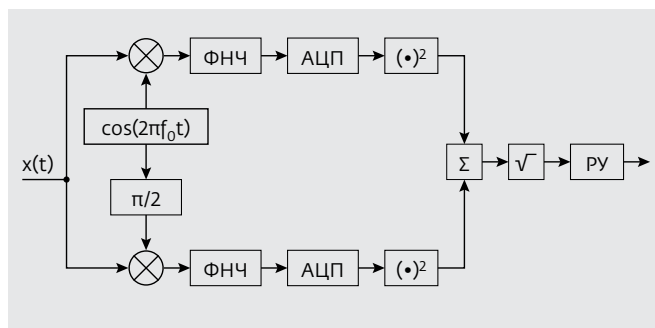 ФНЧ АЦП (•)²
cos(2πf₀t)
x(t) Σ √‾ РУ
π/2
ФНЧ АЦП (•)²